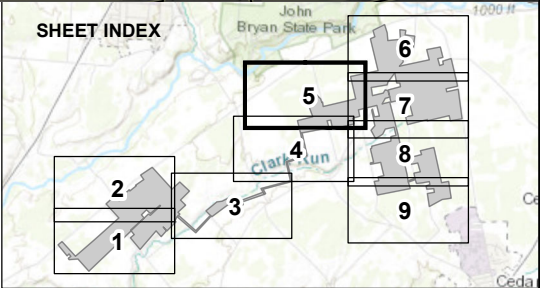 SHEET INDEX
John
Bryan State Park
1000 ft
6
5
7
4
Clark Run
8
2
3
9
1
Ce
Cedar